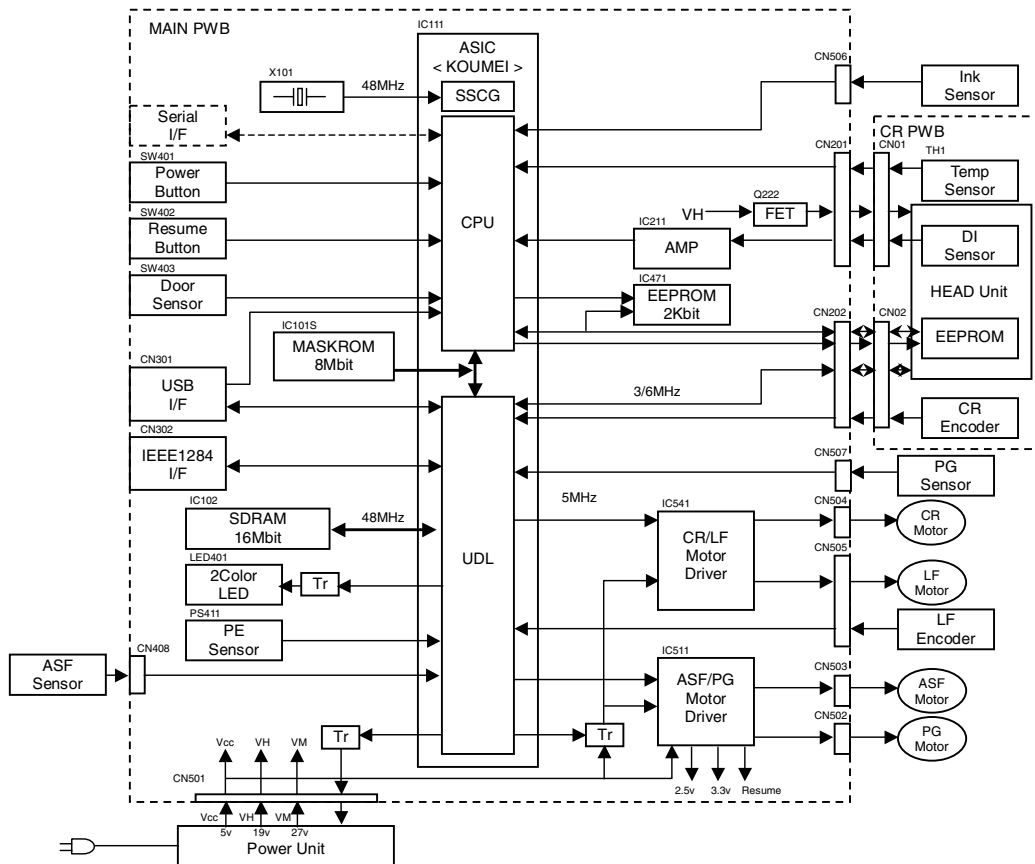 MAIN PWB
IC111
ASIC
< KOUMEI >
X101
48MHz
SSCG
CN506
Ink
Sensor
Serial
I/F
CR PWB
CN201
CN01
TH1
Temp
Sensor
SW401
Power
Button
CPU
Q222
VH
FET
SW402
Resume
Button
IC211
AMP
DI
Sensor
HEAD Unit
SW403
Door
Sensor
IC471
EEPROM
2Kbit
CN202
CN02
EEPROM
IC101S
MASKROM
8Mbit
CN301
USB
I/F
3/6MHz
CR
Encoder
CN302
IEEE1284
I/F
CN507
PG
Sensor
IC102
SDRAM
16Mbit
48MHz
UDL
5MHz
IC541
CR/LF
Motor
Driver
CN504
CR
Motor
CN505
LF
Motor
LED401
2Color
LED
Tr
PS411
PE
Sensor
LF
Encoder
ASF
Sensor
CN408
IC511
ASF/PG
Motor
Driver
CN503
ASF
Motor
CN502
PG
Motor
Tr
Tr
Vcc
VH
VM
CN501
2.5v
3.3v
Resume
Vcc
5v
VH
19v
VM
27v
Power Unit